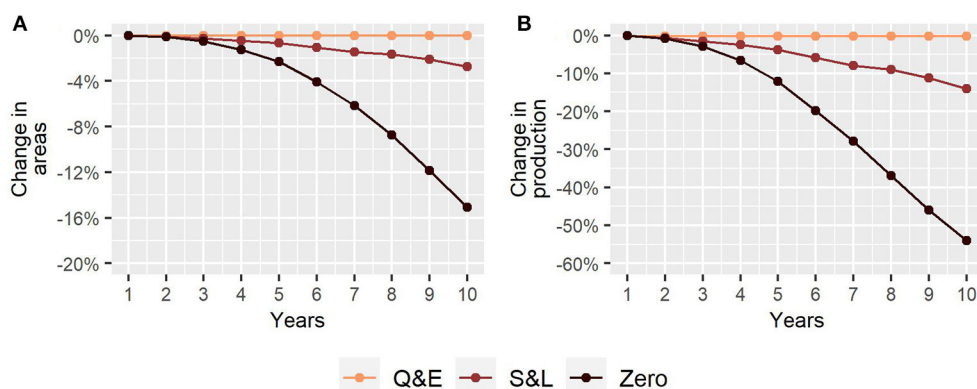 A
0%
-4%
-8%
-12%
-16%
-20%
Change in
areas
1 2 3 4 5 6 7 8 9 10
Years
B
0%
-10%
-20%
-30%
-40%
-50%
-60%
Change in
production
1 2 3 4 5 6 7 8 9 10
Years
Q&E S&L Zero